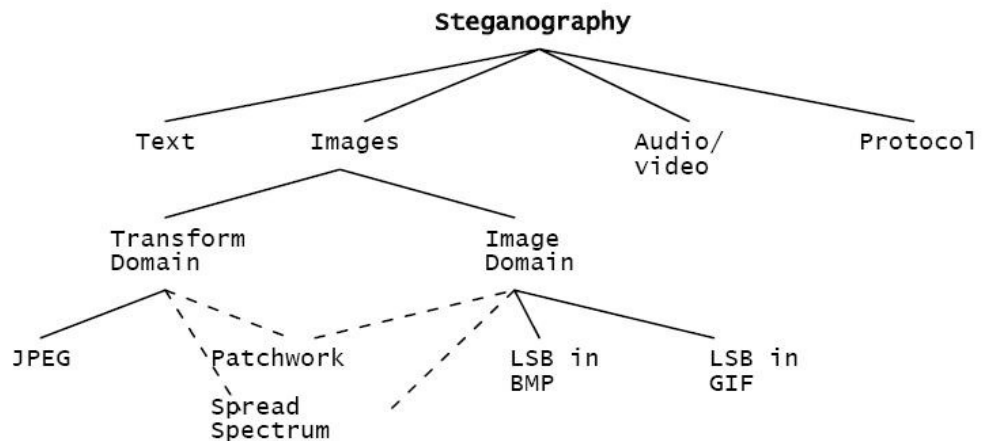 Steganography
Text Images Audio/ Protocol
video
Transform Image
Domain Domain
JPEG Patchwork LSB in LSB in
BMP GIF
Spread
Spectrum